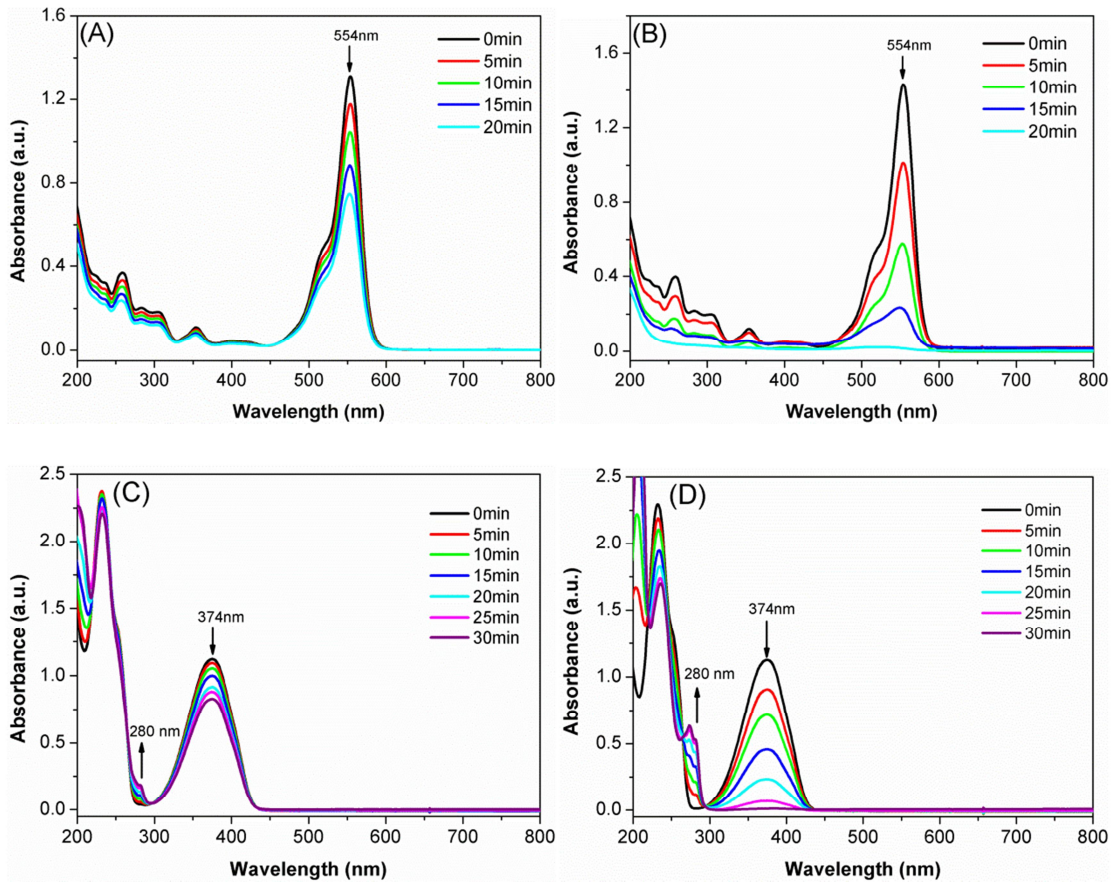 (A)
554nm
0min
5min
10min
15min
20min
1.6
1.2
0.8
0.4
0.0
200 300 400 500 600 700 800
Absorbance (a.u.)
Wavelength (nm)
(B)
554nm
0min
5min
10min
15min
20min
1.6
1.2
0.8
0.4
0.0
200 300 400 500 600 700 800
Absorbance (a.u.)
Wavelength (nm)
(C)
374nm
280 nm
0min
5min
10min
15min
20min
25min
30min
2.5
2.0
1.5
1.0
0.5
0.0
200 300 400 500 600 700 800
Absorbance (a.u.)
Wavelength (nm)
(D)
374nm
280 nm
0min
5min
10min
15min
20min
25min
30min
2.5
2.0
1.5
1.0
0.5
0.0
200 300 400 500 600 700 800
Absorbance (a.u.)
Wavelength (nm)